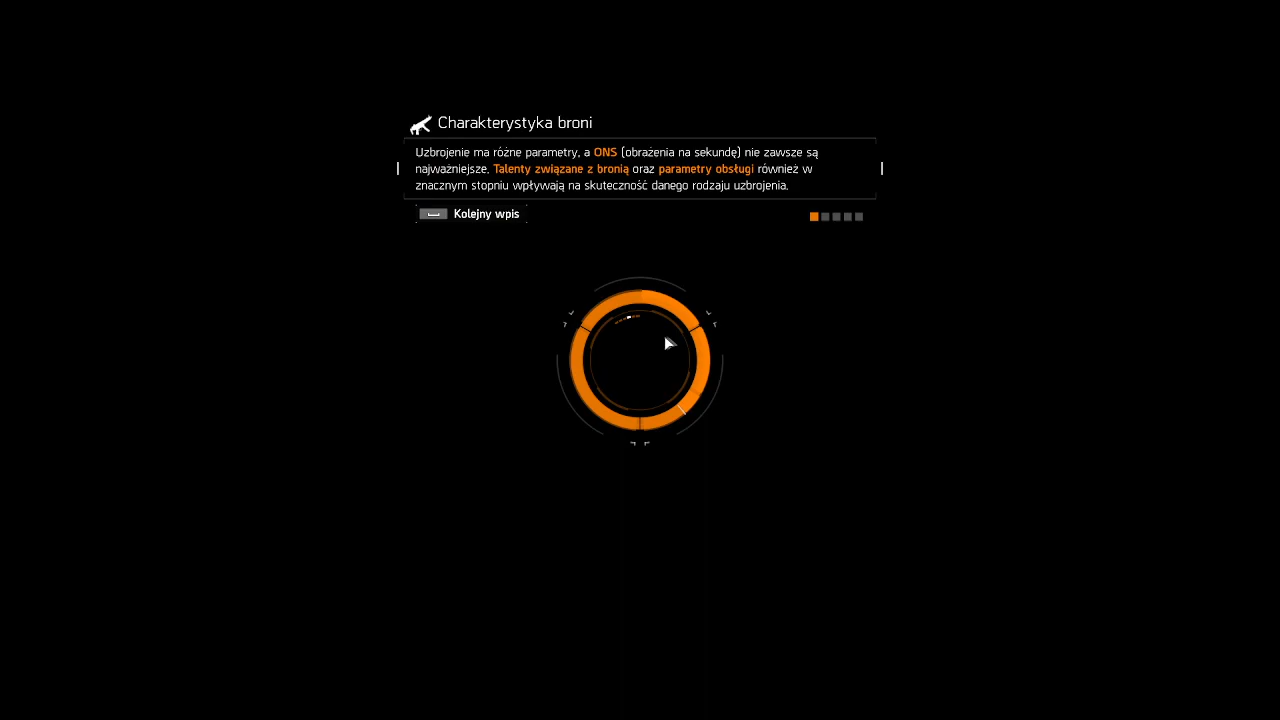 Charakterystyka broni
Uzbrojenie ma różne parametry, a ONS (obrażenia na sekundę) nie zawsze są
najważniejsze. Talenty związane z bronią oraz parametry obsługi również w
znacznym stopniu wpływają na skuteczność danego rodzaju uzbrojenia.
Kolejny wpis